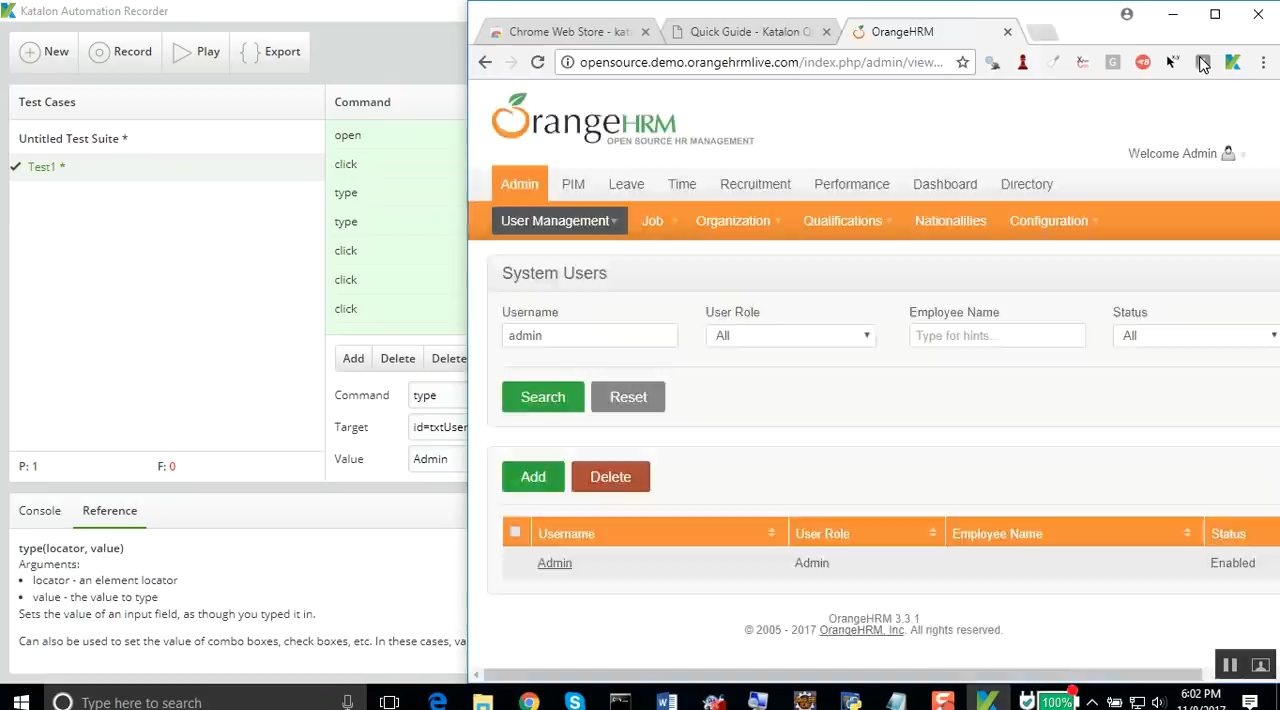 Katalon Automation Recorder
New
Record
Play
{ } Export
Test Cases
Command
Untitled Test Suite *
Test1 *
open
click
type
type
click
click
click
Add
Delete
Delete
Command
type
Target
id=txtUser
Value
Admin
P: 1
F: 0
Console
Reference
type(locator, value)
Arguments:
• locator - an element locator
• value - the value to type
Sets the value of an input field, as though you typed it in.
Can also be used to set the value of combo boxes, check boxes, etc. In these cases, va
Chrome Web Store - kat
Quick Guide - Katalon
OrangeHRM
opensource.demo.orangehrmlive.com/index.php/admin/view...
OrangeHRM
OPEN SOURCE HR MANAGEMENT
Welcome Admin
Admin
PIM
Leave
Time
Recruitment
Performance
Dashboard
Directory
User Management
Job
Organization
Qualifications
Nationalities
Configuration
System Users
Username
User Role
Employee Name
Status
admin
All
Type for hints...
All
Search
Reset
Add
Delete
Username
User Role
Employee Name
Status
Admin
Admin
Enabled
OrangeHRM 3.3.1
© 2005 - 2017 OrangeHRM, Inc. All rights reserved.
Type here to search
100%
6:02 PM